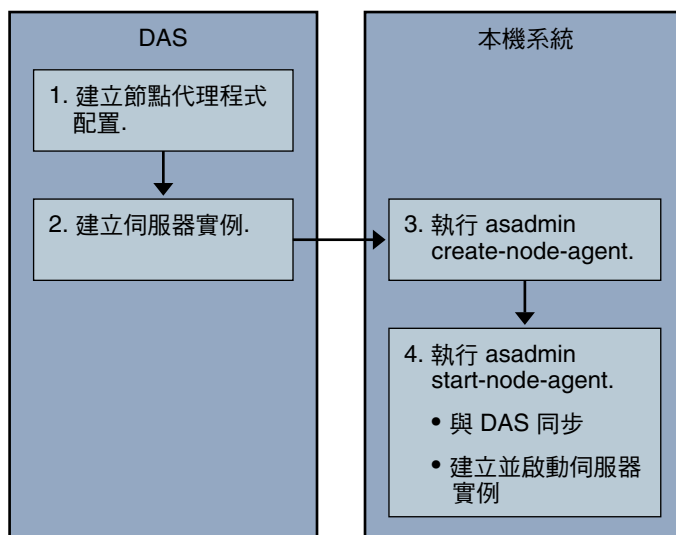 DAS
1. 建立節點代理程式
配置.
2. 建立伺服器實例.
本機系統
3. 執行 asadmin
create-node-agent.
4. 執行 asadmin
start-node-agent.
• 與 DAS 同步
• 建立並啟動伺服器
實例